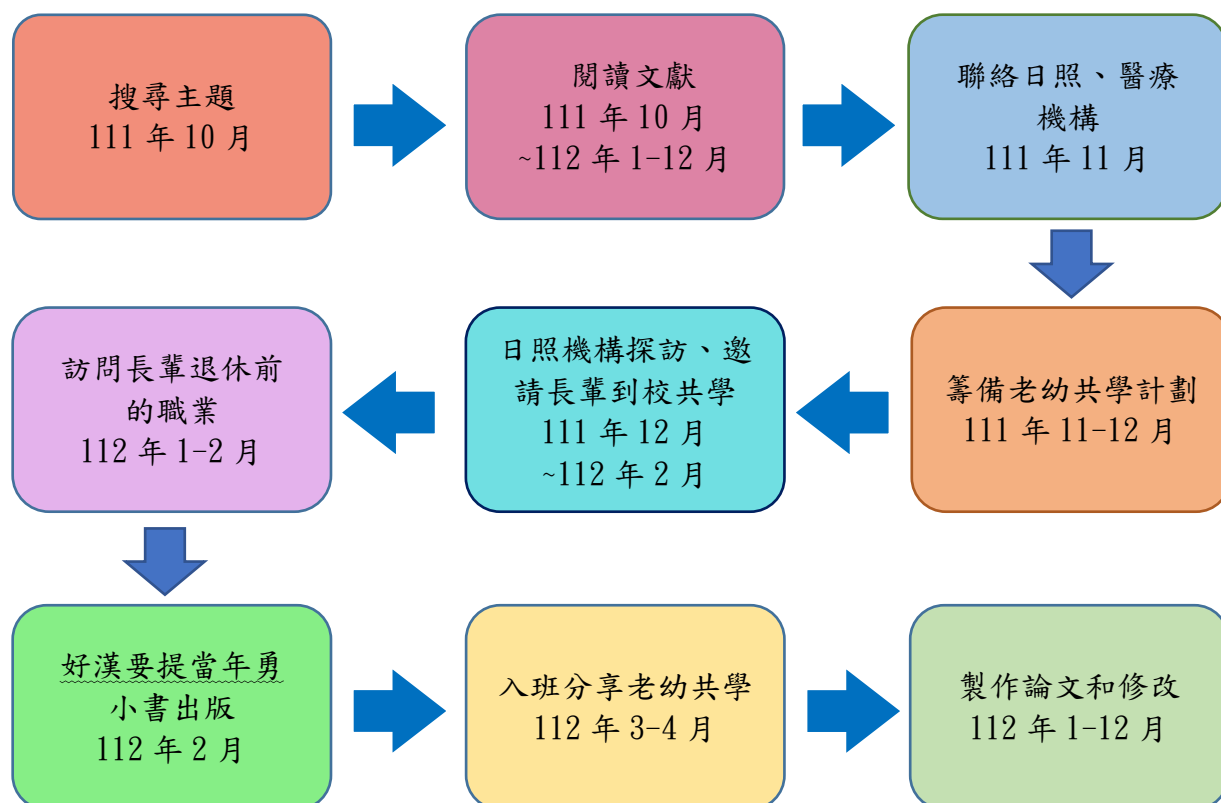 搜尋主題
111 年 10 月
閱讀文獻
111 年 10 月
~112 年 1-12 月
聯絡日照、醫療
機構
111 年 11 月
籌備老幼共學計劃
111 年 11-12 月
日照機構探訪、邀
請長輩到校共學
111 年 12 月
~112 年 2 月
訪問長輩退休前
的職業
112 年 1-2 月
好漢要提當年勇
小書出版
112 年 2 月
入班分享老幼共學
112 年 3-4 月
製作論文和修改
112 年 1-12 月